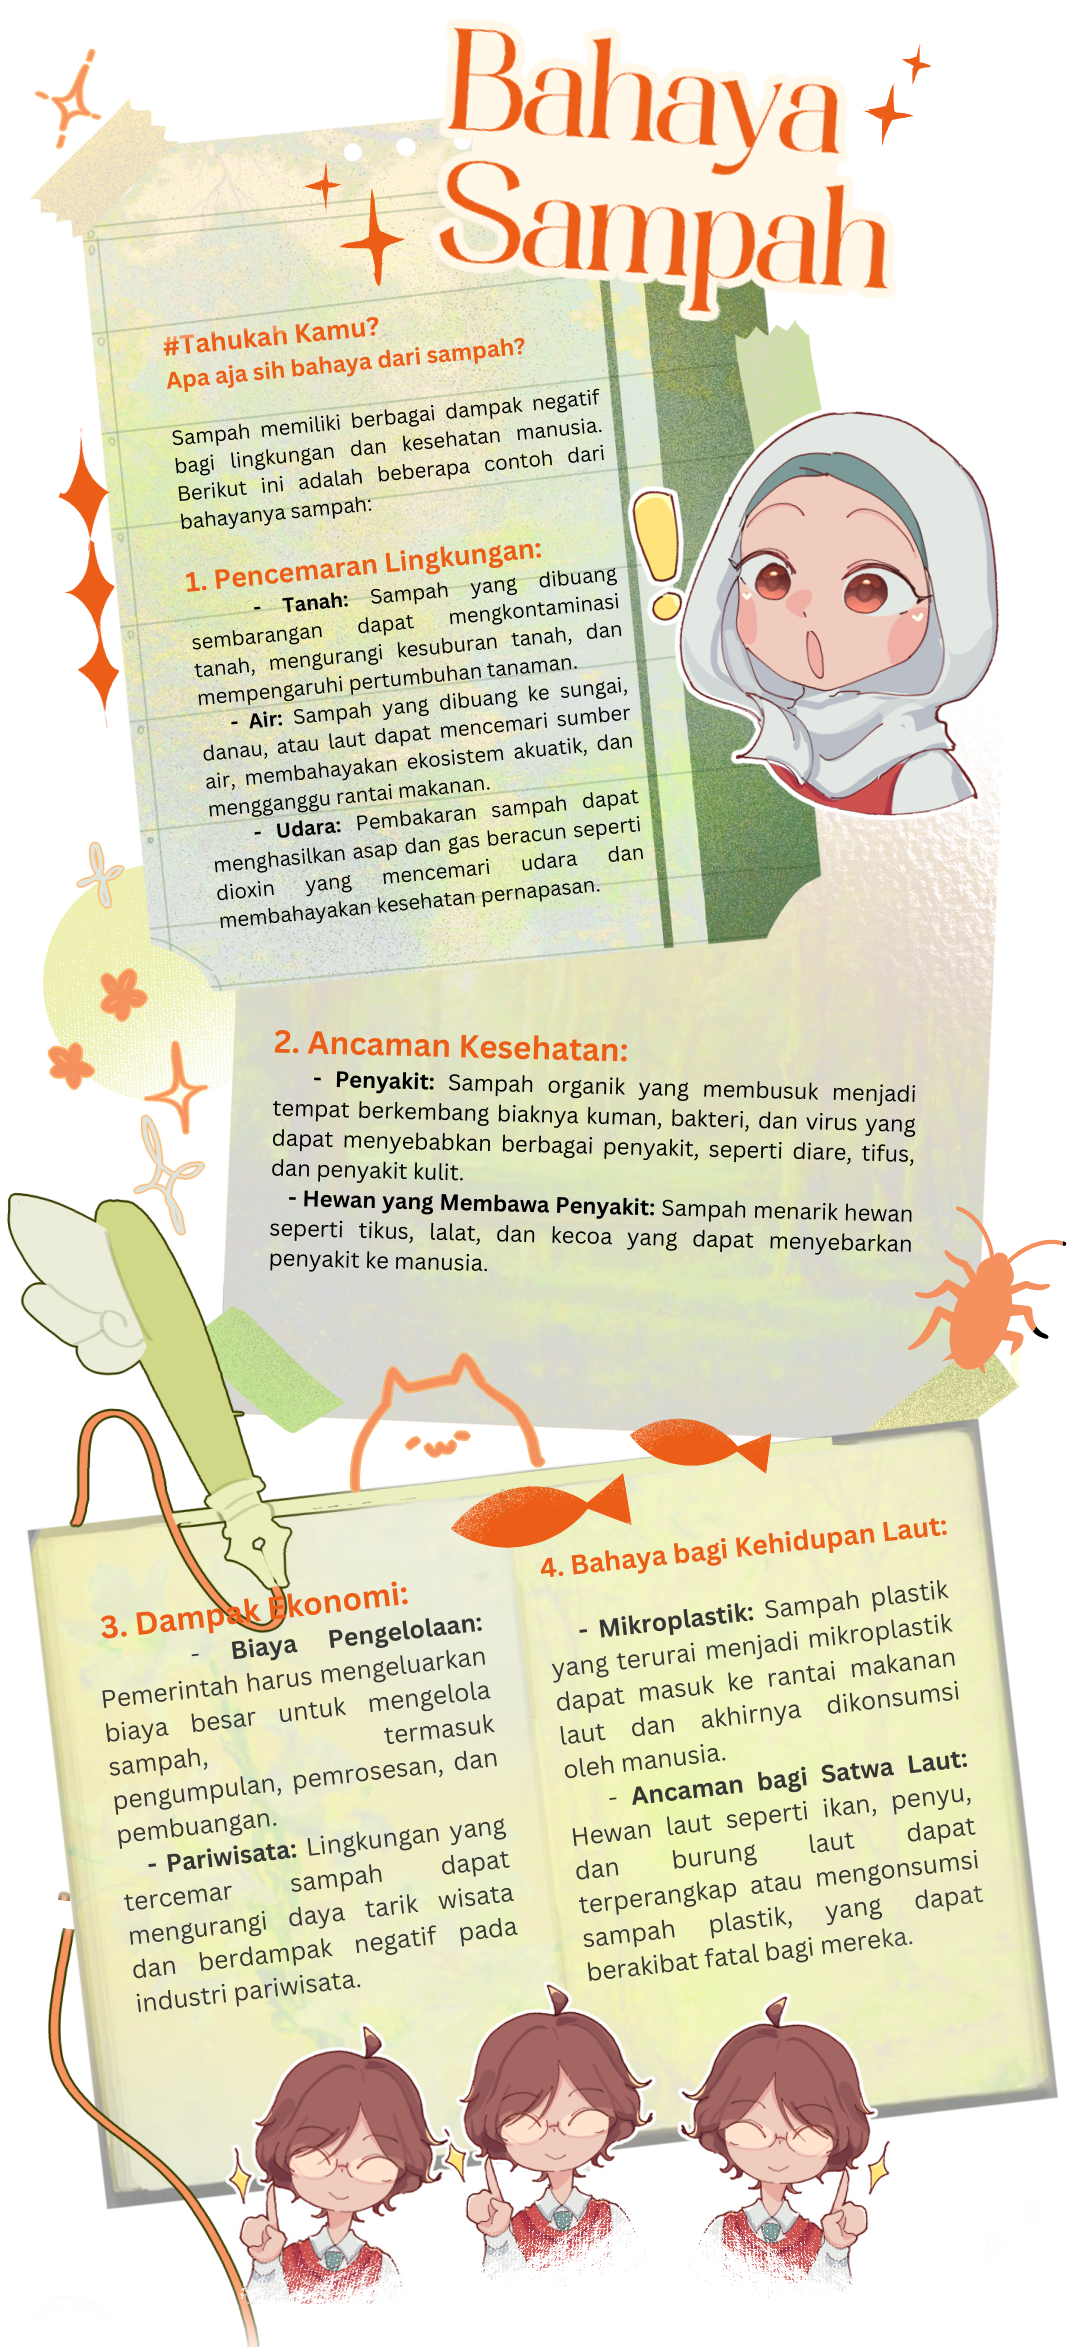 Bahaya
Sampah
#Tahukah Kamu?
Apa aja sih bahaya dari sampah?
Sampah memiliki berbagai dampak negatif
bagi lingkungan dan kesehatan manusia.
Berikut ini adalah beberapa contoh dari
bahayanya sampah:
1. Pencemaran Lingkungan:
- Tanah: Sampah yang dibuang
sembarangan dapat mengkontaminasi
tanah, mengurangi kesuburan tanah, dan
mempengaruhi pertumbuhan tanaman.
- Air: Sampah yang dibuang ke sungai,
danau, atau laut dapat mencemari sumber
air, membahayakan ekosistem akuatik, dan
mengganggu rantai makanan.
- Udara: Pembakaran sampah dapat
menghasilkan asap dan gas beracun seperti
dioxin yang mencemari udara dan
membahayakan kesehatan pernapasan.
2. Ancaman Kesehatan:
- Penyakit: Sampah organik yang membusuk menjadi
tempat berkembang biaknya kuman, bakteri, dan virus yang
dapat menyebabkan berbagai penyakit, seperti diare, tifus,
dan penyakit kulit.
- Hewan yang Membawa Penyakit: Sampah menarik hewan
seperti tikus, lalat, dan kecoa yang dapat menyebarkan
penyakit ke manusia.
3. Dampak Ekonomi:
- Biaya Pengelolaan:
Pemerintah harus mengeluarkan
biaya besar untuk mengelola
sampah, termasuk
pengumpulan, pemrosesan, dan
pembuangan.
- Pariwisata: Lingkungan yang
tercemar sampah dapat
mengurangi daya tarik wisata
dan berdampak negatif pada
industri pariwisata.
4. Bahaya bagi Kehidupan Laut:
- Mikroplastik: Sampah plastik
yang terurai menjadi mikroplastik
dapat masuk ke rantai makanan
laut dan akhirnya dikonsumsi
oleh manusia.
- Ancaman bagi Satwa Laut:
Hewan laut seperti ikan, penyu,
dan burung laut dapat
terperangkap atau mengonsumsi
sampah plastik, yang dapat
berakibat fatal bagi mereka.